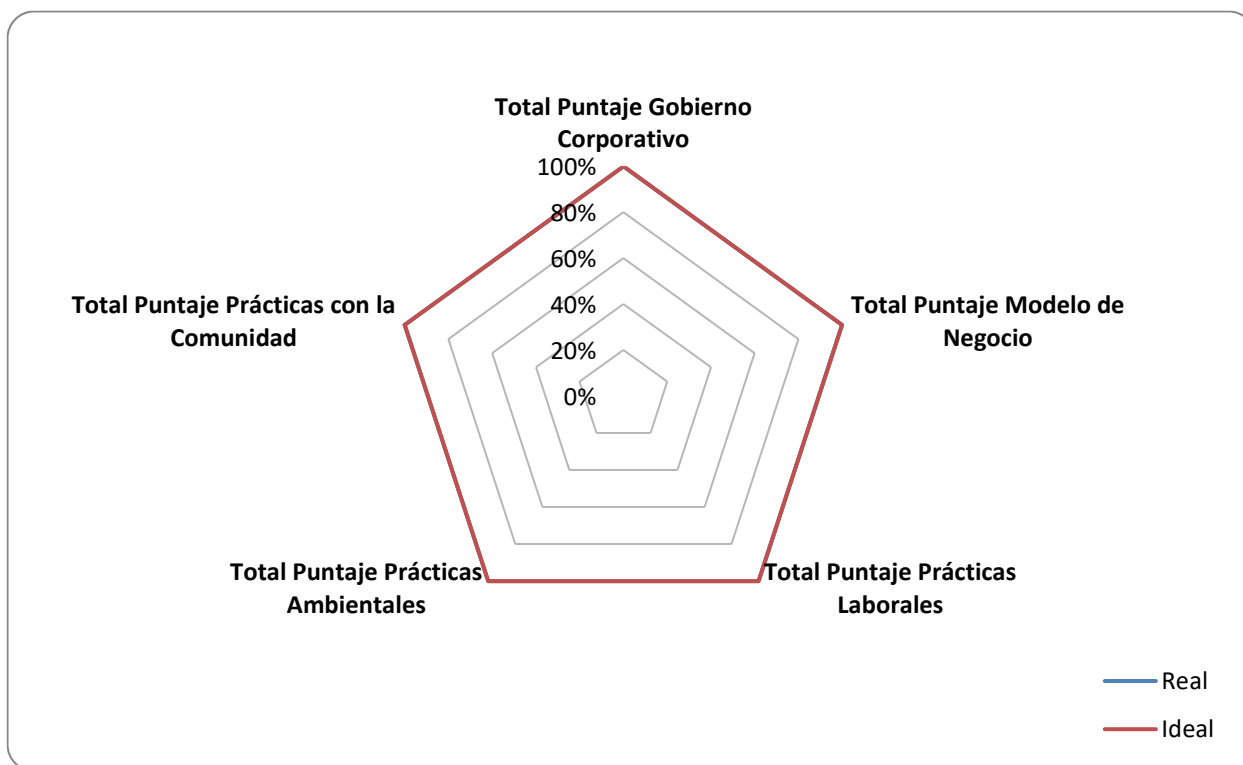 Total Puntaje Gobierno
Corporativo
100%
80%
60%
40%
20%
0%
Total Puntaje Modelo de
Negocio
Total Puntaje Prácticas
Laborales
Total Puntaje Prácticas
Ambientales
Total Puntaje Prácticas con la
Comunidad
Real
Ideal